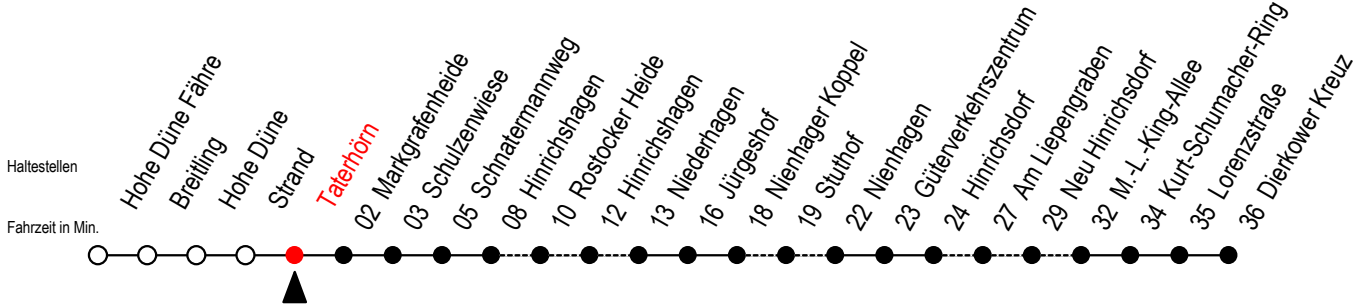 Haltestellen
Fahrzeit in Min.
Hohe Düne Fähre
Breitling
Hohe Düne
Strand
Taterhörn
02 Markgrafenheide
03 Schulzenwiese
05 Schnatermannweg
08 Hinrichshagen
10 Rostocker Heide
12 Hinrichshagen
13 Niederhagen
16 Jürgeshof
18 Nienhager Koppel
19 Stuthof
22 Nienhagen
23 Güterverkehrszentrum
24 Hinrichsdorf
27 Am Liepengraben
29 Neu Hinrichsdorf
32 M.-L.-King-Allee
34 Kurt-Schumacher-Ring
35 Lorenzstraße
36 Dierkower Kreuz